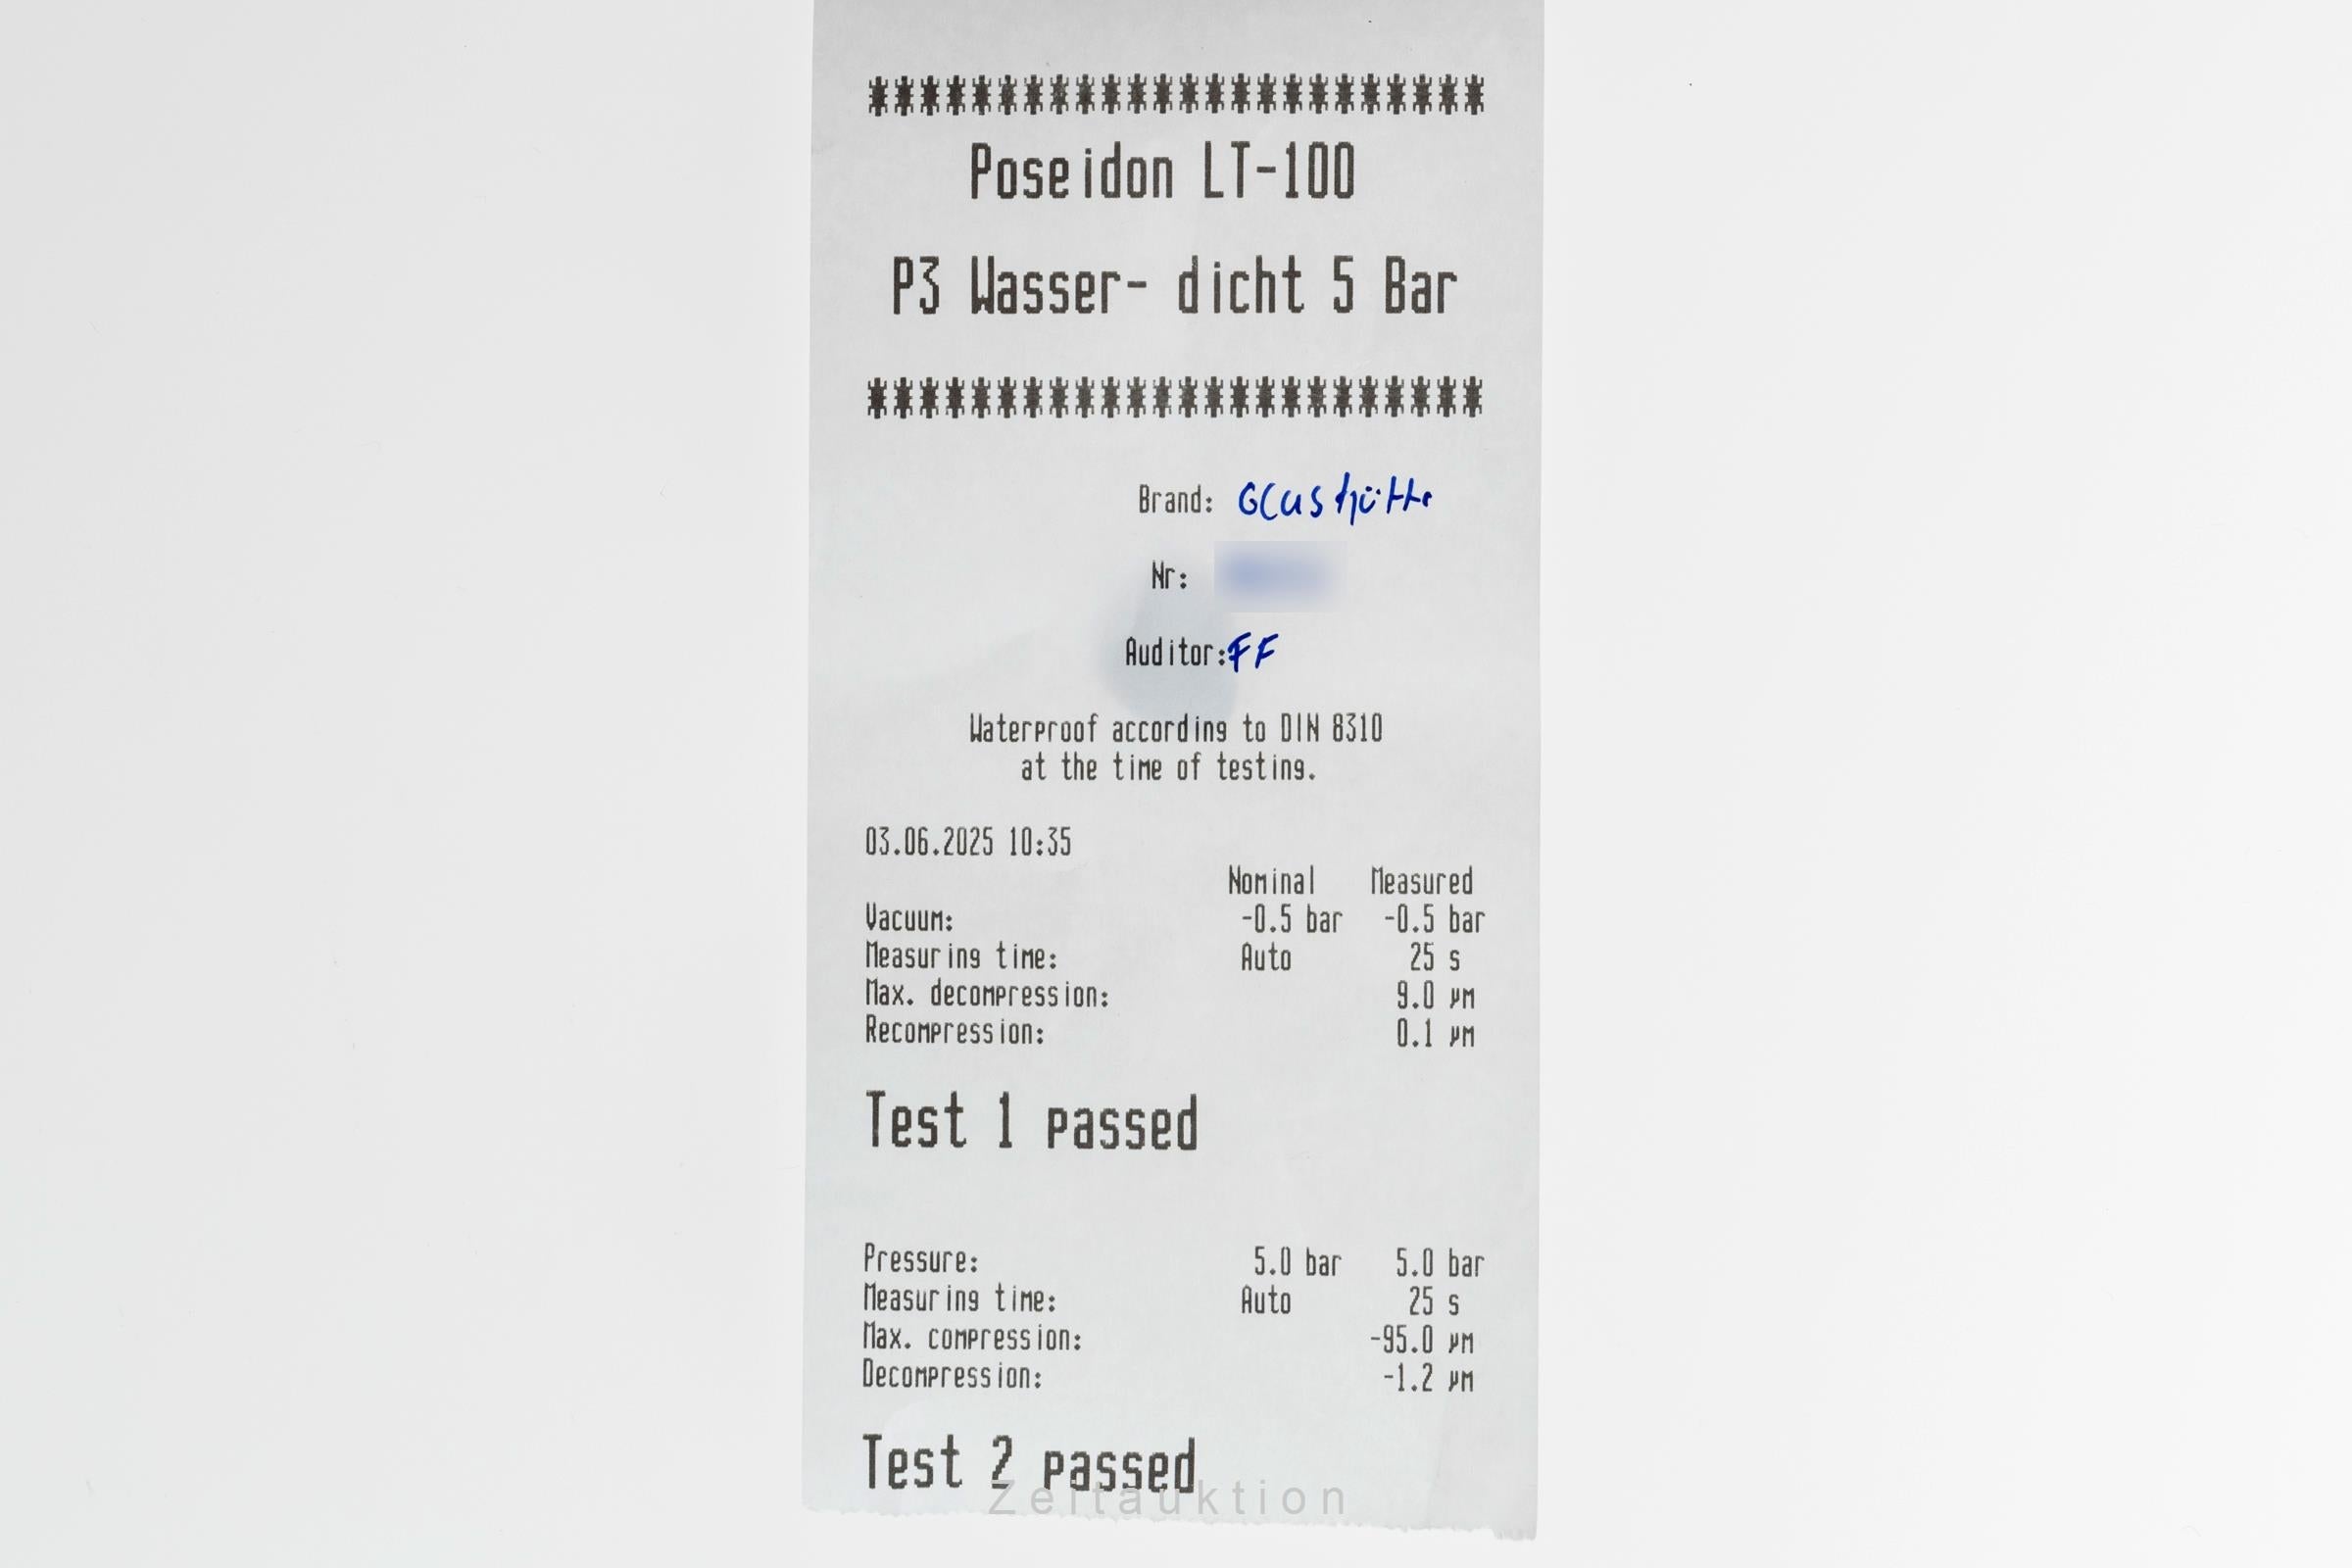 ************************
Poseidon LT-100
P3 Wasser- dicht 5 Bar
************************
Brand: Glashütte
Nr:
Auditor: FF
Waterproof according to DIN 8310
at the time of testing.
03.06.2025 10:35
Nominal Measured
Vacuum: -0.5 bar -0.5 bar
Measuring time: Auto 25 s
Max. decompression: 9.0 µm
Recompression: 0.1 µm
Test 1 passed
Pressure: 5.0 bar 5.0 bar
Measuring time: Auto 25 s
Max. compression: -95.0 µm
Decompression: -1.2 µm
Test 2 passed
Zeitauktion